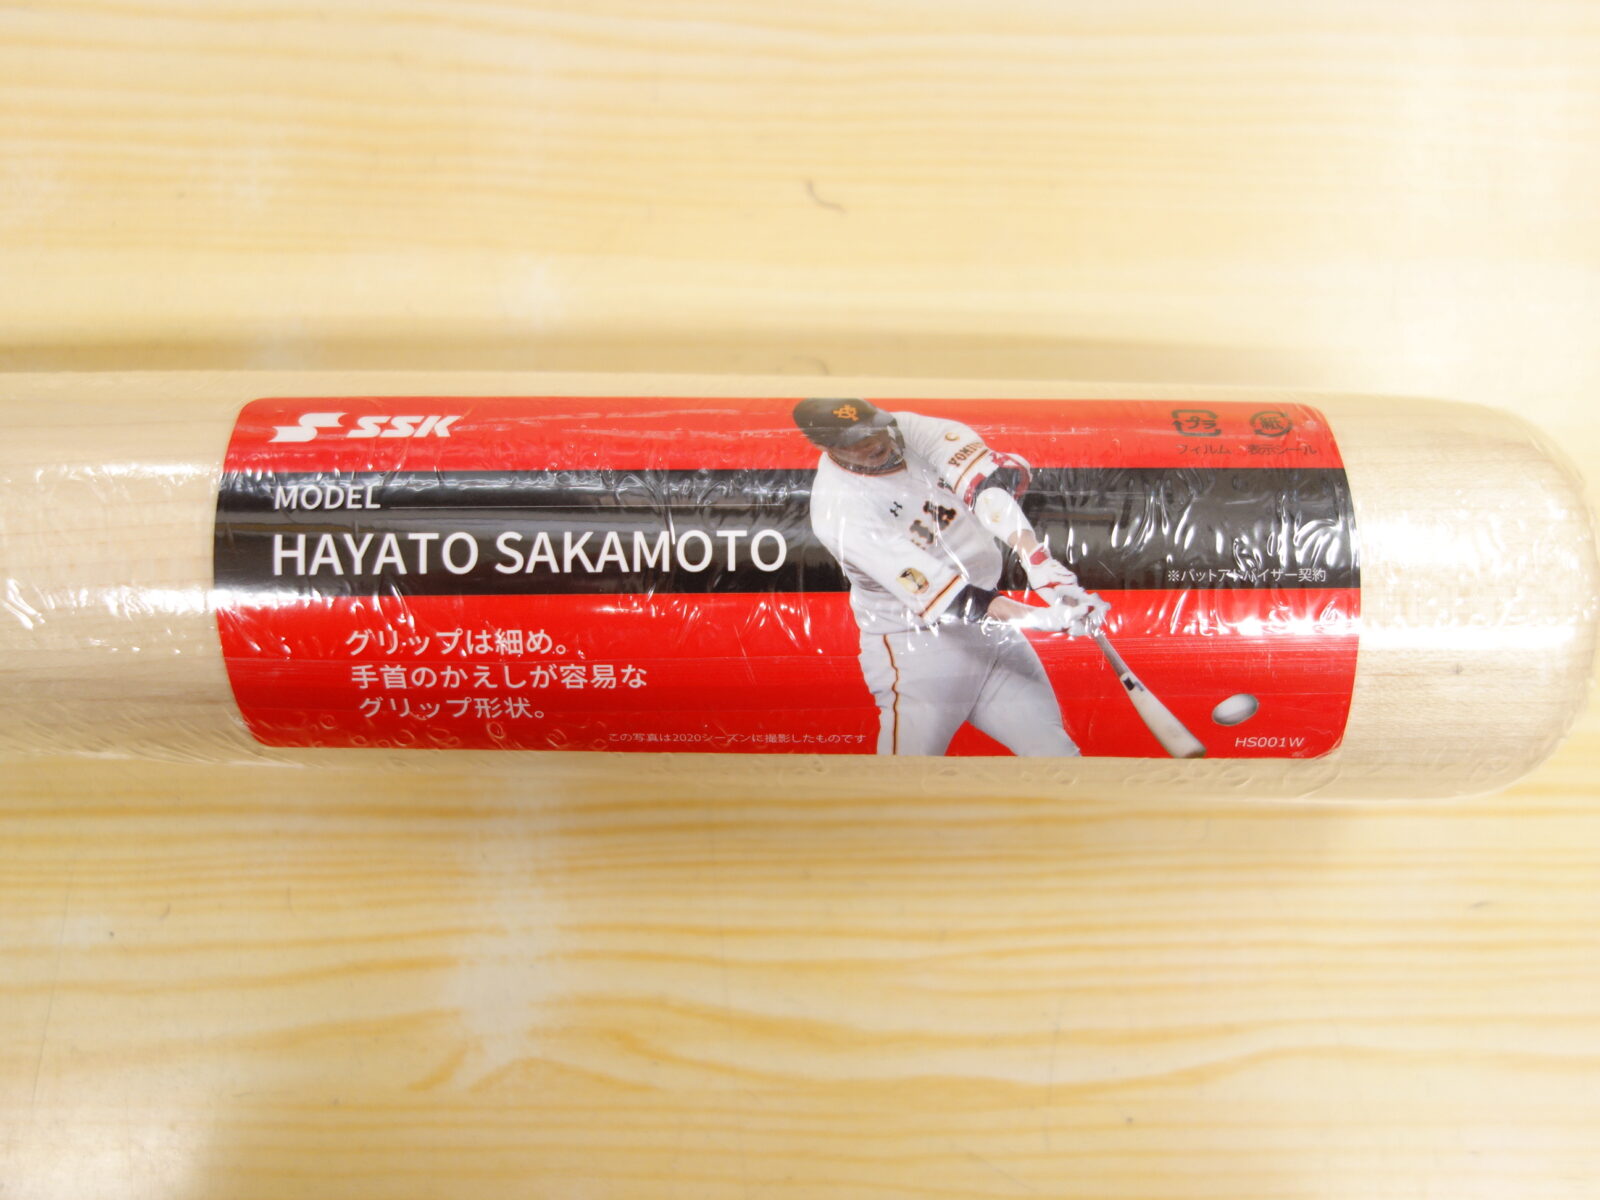 SSK
プラ 紙
フィルム 表示シール
MODEL
HAYATO SAKAMOTO
※バットアドバイザー契約
グリップは細め。
手首のかえしが容易な
グリップ形状。
この写真は2020シーズンに撮影したものです
HS001W